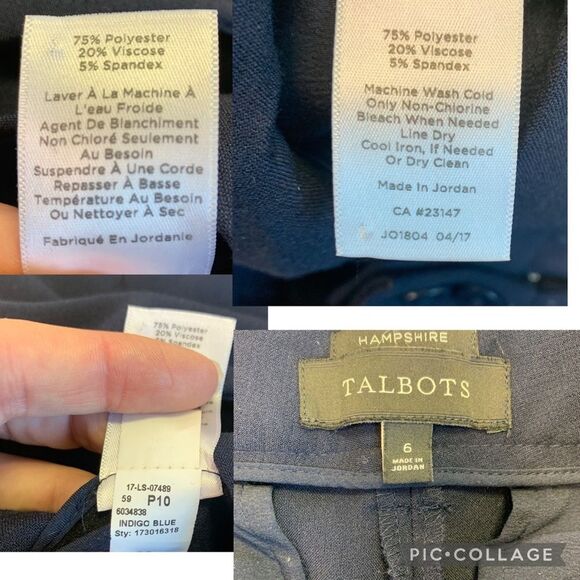 75% Polyester
20% Viscose
5% Spandex
Laver À La Machine À
L'eau Froide
Agent De Blanchiment
Non Chloré Seulement
Au Besoin
Suspendre À Une Corde
Repasser À Basse
Température Au Besoin
Ou Nettoyer À Sec
Fabriqué En Jordanie
75% Polyester
20% Viscose
5% Spandex
Machine Wash Cold
Only Non-Chlorine
Bleach When Needed
Line Dry
Cool Iron, If Needed
Or Dry Clean
Made In Jordan
CA #23147
JO1804 04/17
75% Polyester
20% Viscose
5% Spandex
17-LS-07489
59 P10
6034838
INDIGO BLUE
Sty: 173016318
HAMPSHIRE
TALBOTS
6
MADE IN
JORDAN
PIC•COLLAGE